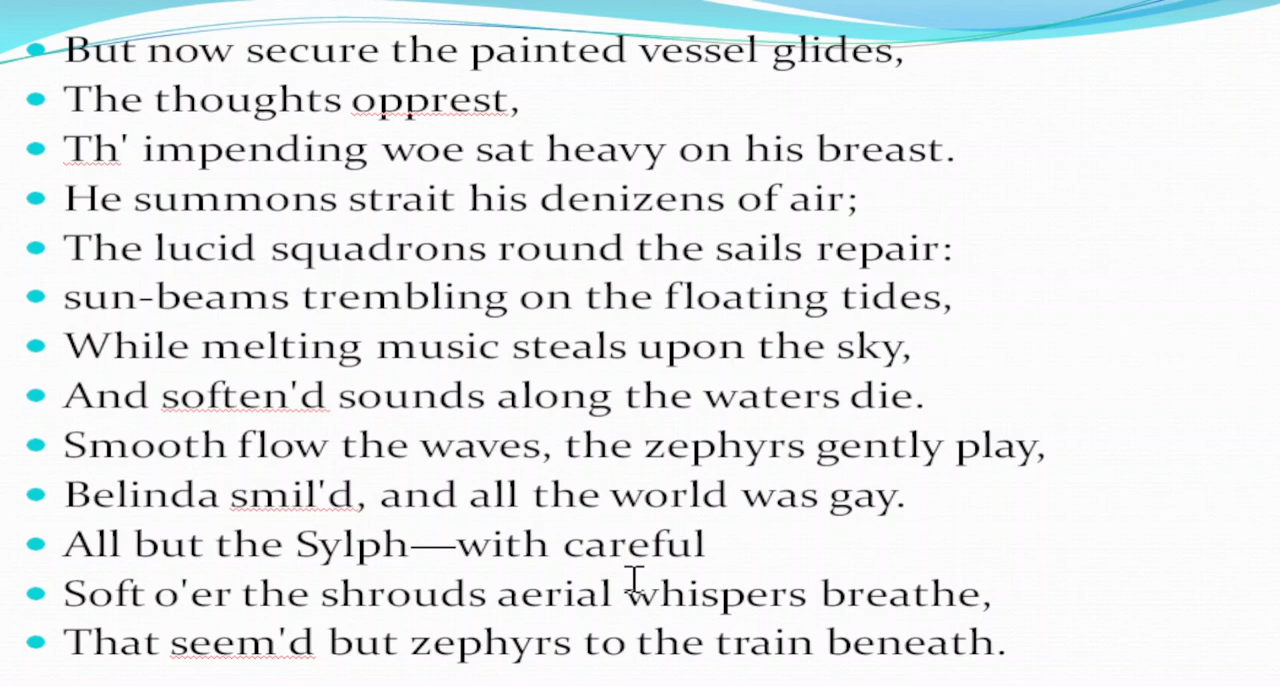 But now secure the painted vessel glides,
The thoughts opprest,
Th' impending woe sat heavy on his breast.
He summons strait his denizens of air;
The lucid squadrons round the sails repair:
sun-beams trembling on the floating tides,
While melting music steals upon the sky,
And soften'd sounds along the waters die.
Smooth flow the waves, the zephyrs gently play,
Belinda smil'd, and all the world was gay.
All but the Sylph—with careful
Soft o'er the shrouds aerial whispers breathe,
That seem'd but zephyrs to the train beneath.